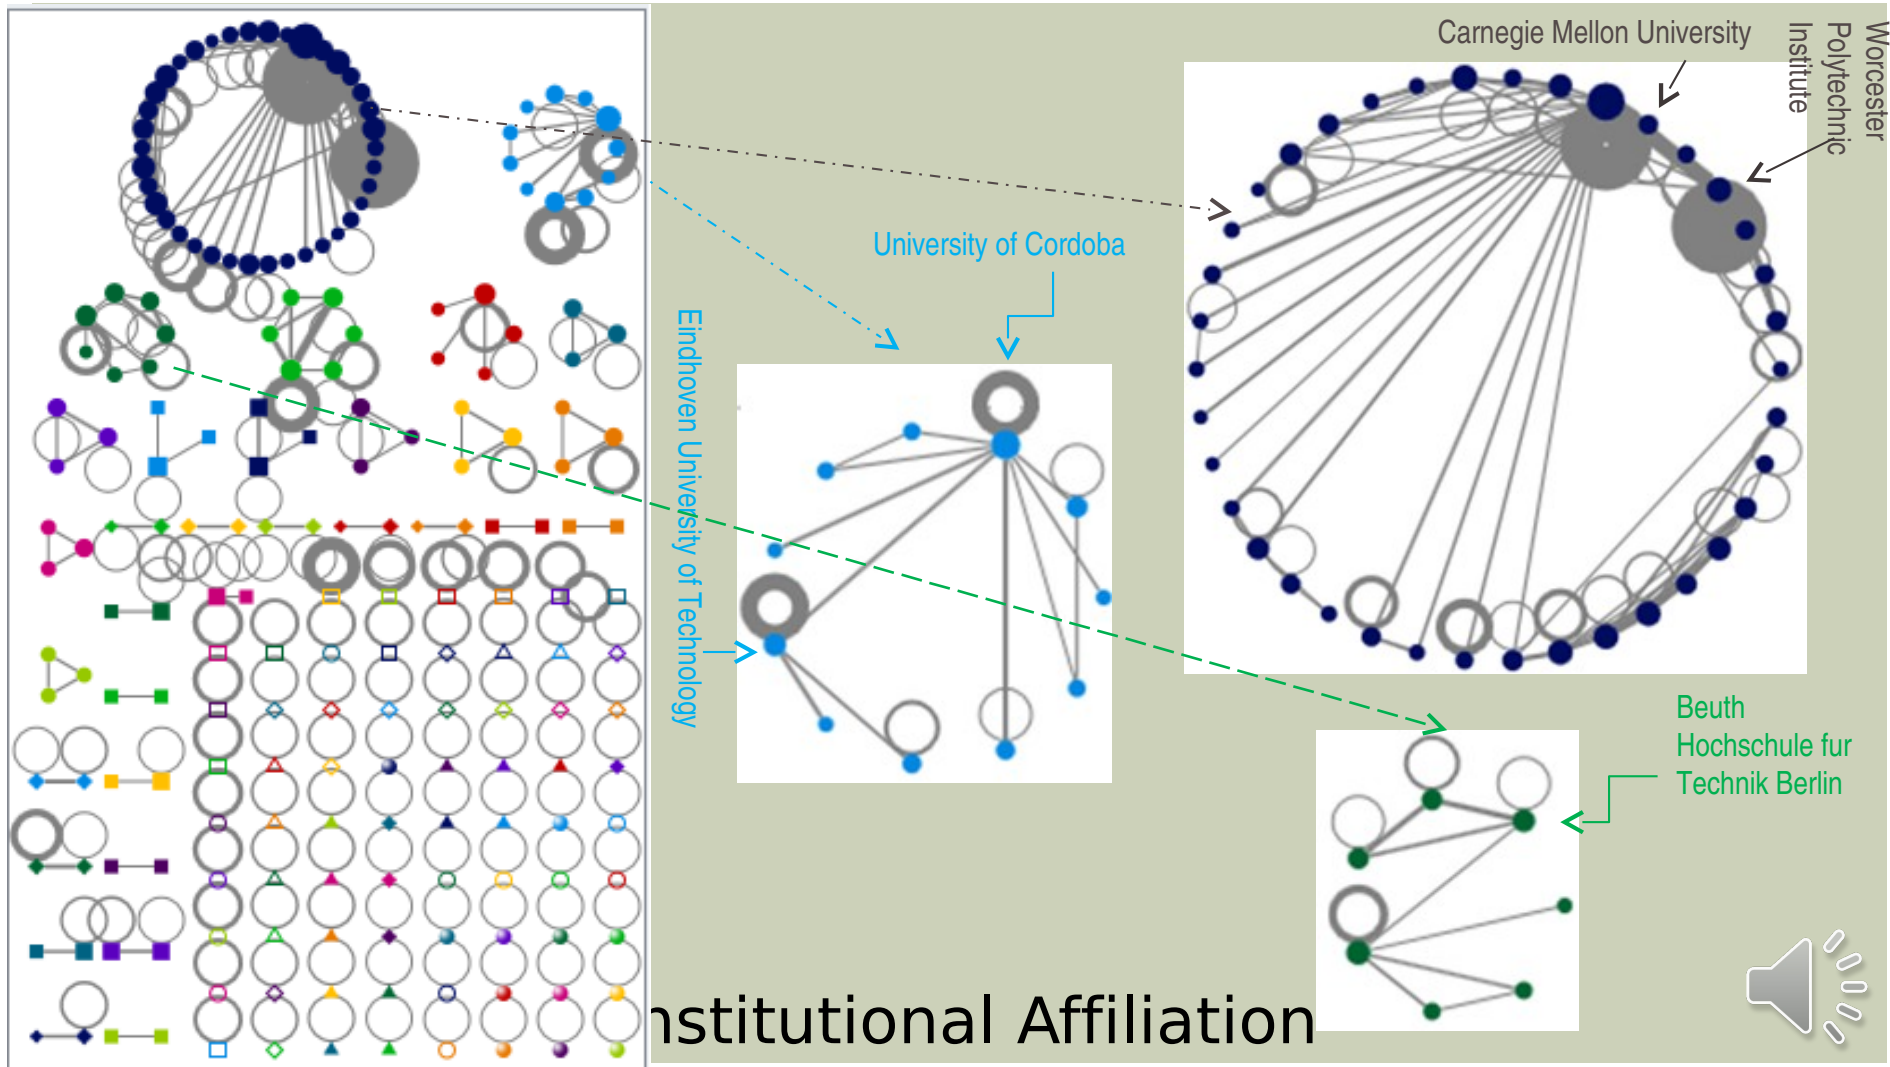 Carnegie Mellon University
Worcester
Polytechnic
Institute
University of Cordoba
Eindhoven University of Technology
Beuth
Hochschule fur
Technik Berlin
nstitutional Affiliation